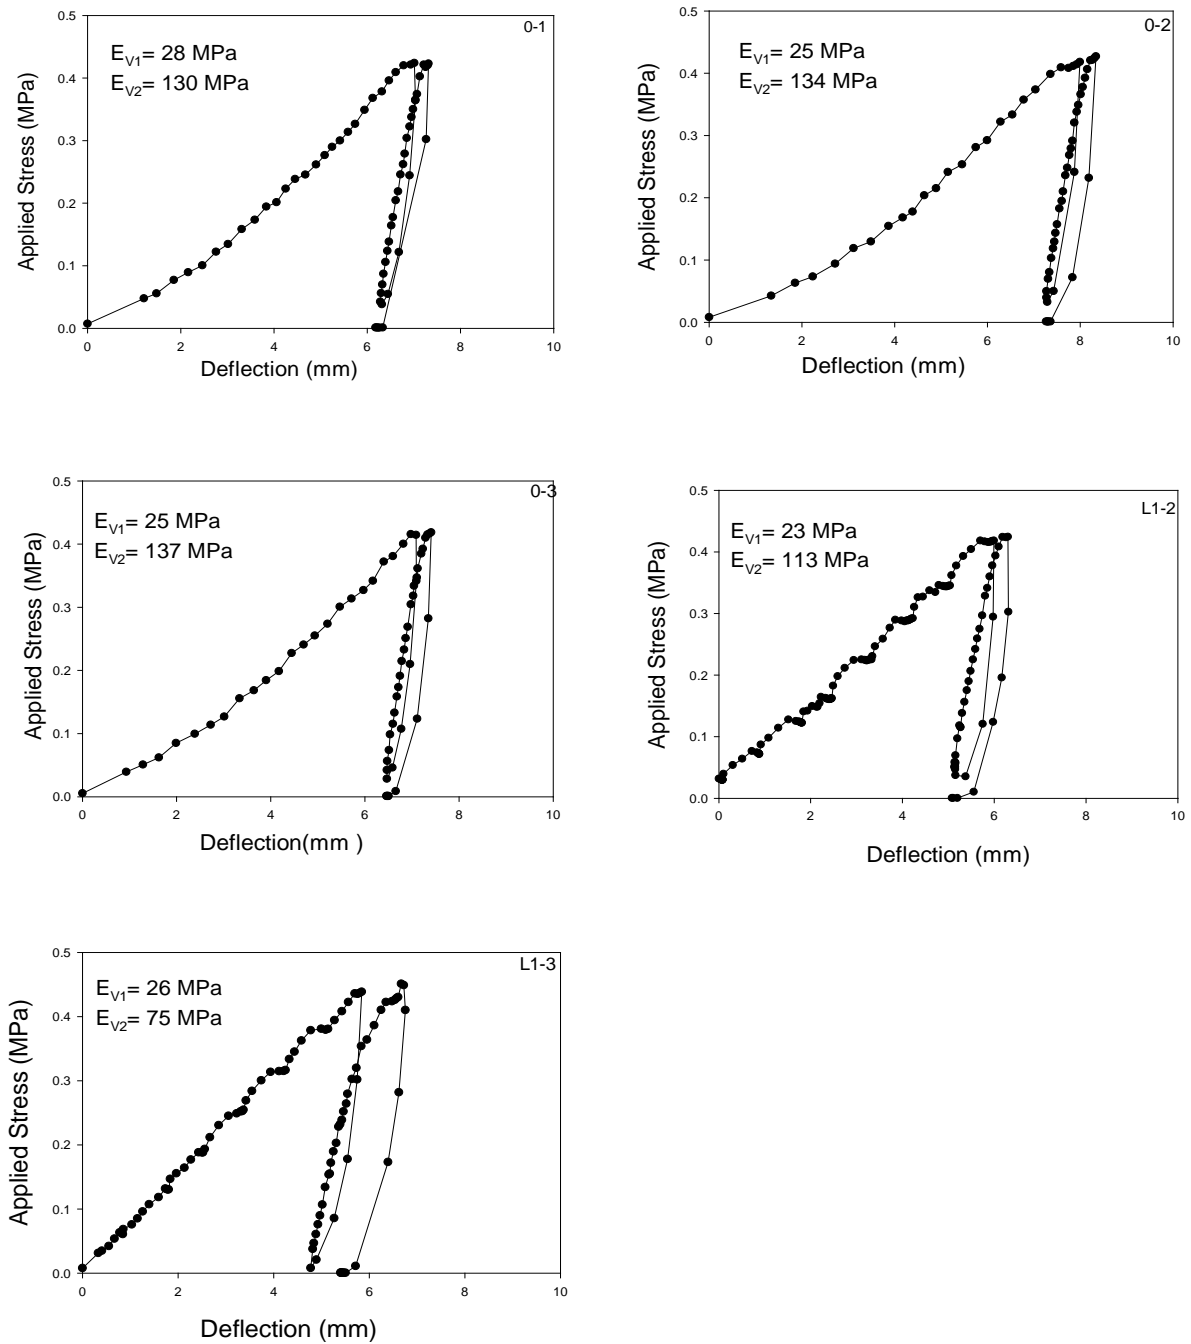 0-1
E_V1= 28 MPa
E_V2= 130 MPa
Applied Stress (MPa)
0.5
0.4
0.3
0.2
0.1
0.0
0 2 4 6 8 10
Deflection (mm)
0-2
E_V1= 25 MPa
E_V2= 134 MPa
Applied Stress (MPa)
0.5
0.4
0.3
0.2
0.1
0.0
0 2 4 6 8 10
Deflection (mm)
0-3
E_V1= 25 MPa
E_V2= 137 MPa
Applied Stress (MPa)
0.5
0.4
0.3
0.2
0.1
0.0
0 2 4 6 8 10
Deflection(mm )
L1-2
E_V1= 23 MPa
E_V2= 113 MPa
Applied Stress (MPa)
0.5
0.4
0.3
0.2
0.1
0.0
0 2 4 6 8 10
Deflection (mm)
L1-3
E_V1= 26 MPa
E_V2= 75 MPa
Applied Stress (MPa)
0.5
0.4
0.3
0.2
0.1
0.0
0 2 4 6 8 10
Deflection (mm)